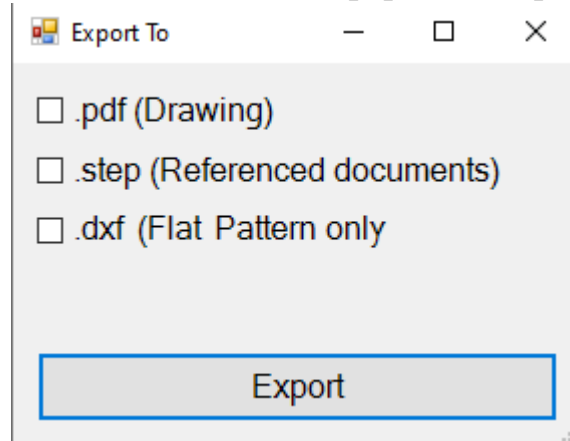 Export To
.pdf (Drawing)
.step (Referenced documents)
.dxf (Flat Pattern only
Export